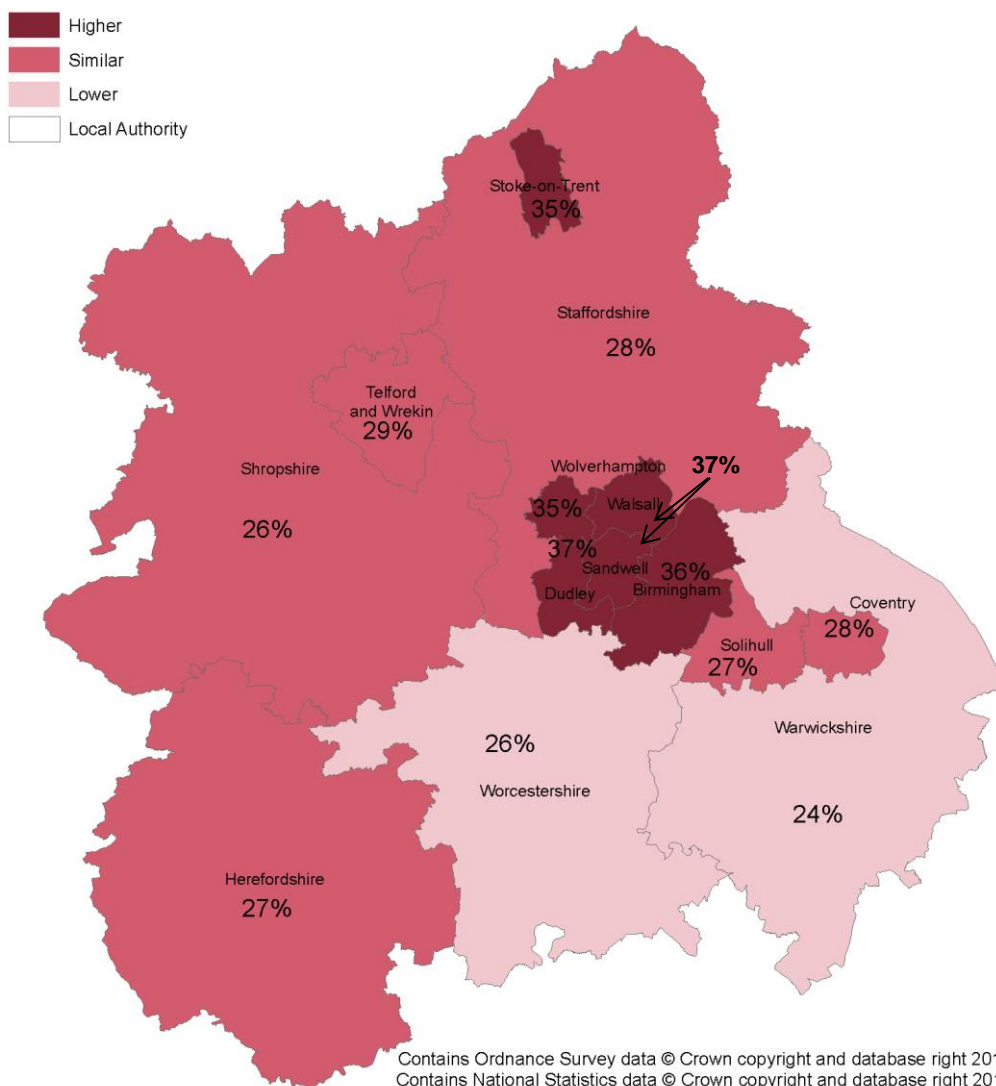 Higher
Similar
Lower
Local Authority
Stoke-on-Trent
35%
Staffordshire
28%
Telford
and Wrekin
29%
Shropshire
26%
Wolverhampton
37%
35%
Walsall
37%
Sandwell
36%
Dudley
Birmingham
Coventry
28%
Solihull
27%
Warwickshire
24%
26%
Worcestershire
Herefordshire
27%
Contains Ordnance Survey data © Crown copyright and database right 201
Contains National Statistics data © Crown copyright and database right 201